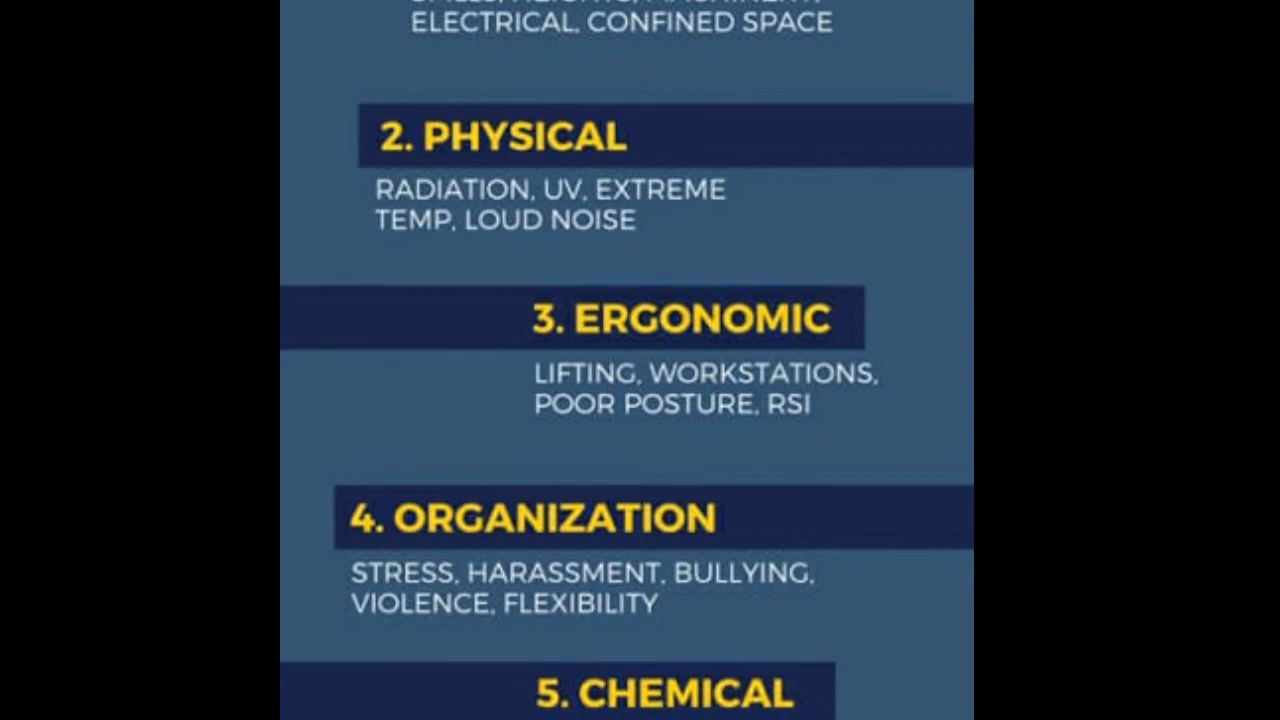 ELECTRICAL, CONFINED SPACE
2. PHYSICAL
RADIATION, UV, EXTREME
TEMP, LOUD NOISE
3. ERGONOMIC
LIFTING, WORKSTATIONS,
POOR POSTURE, RSI
4. ORGANIZATION
STRESS, HARASSMENT, BULLYING,
VIOLENCE, FLEXIBILITY
5. CHEMICAL